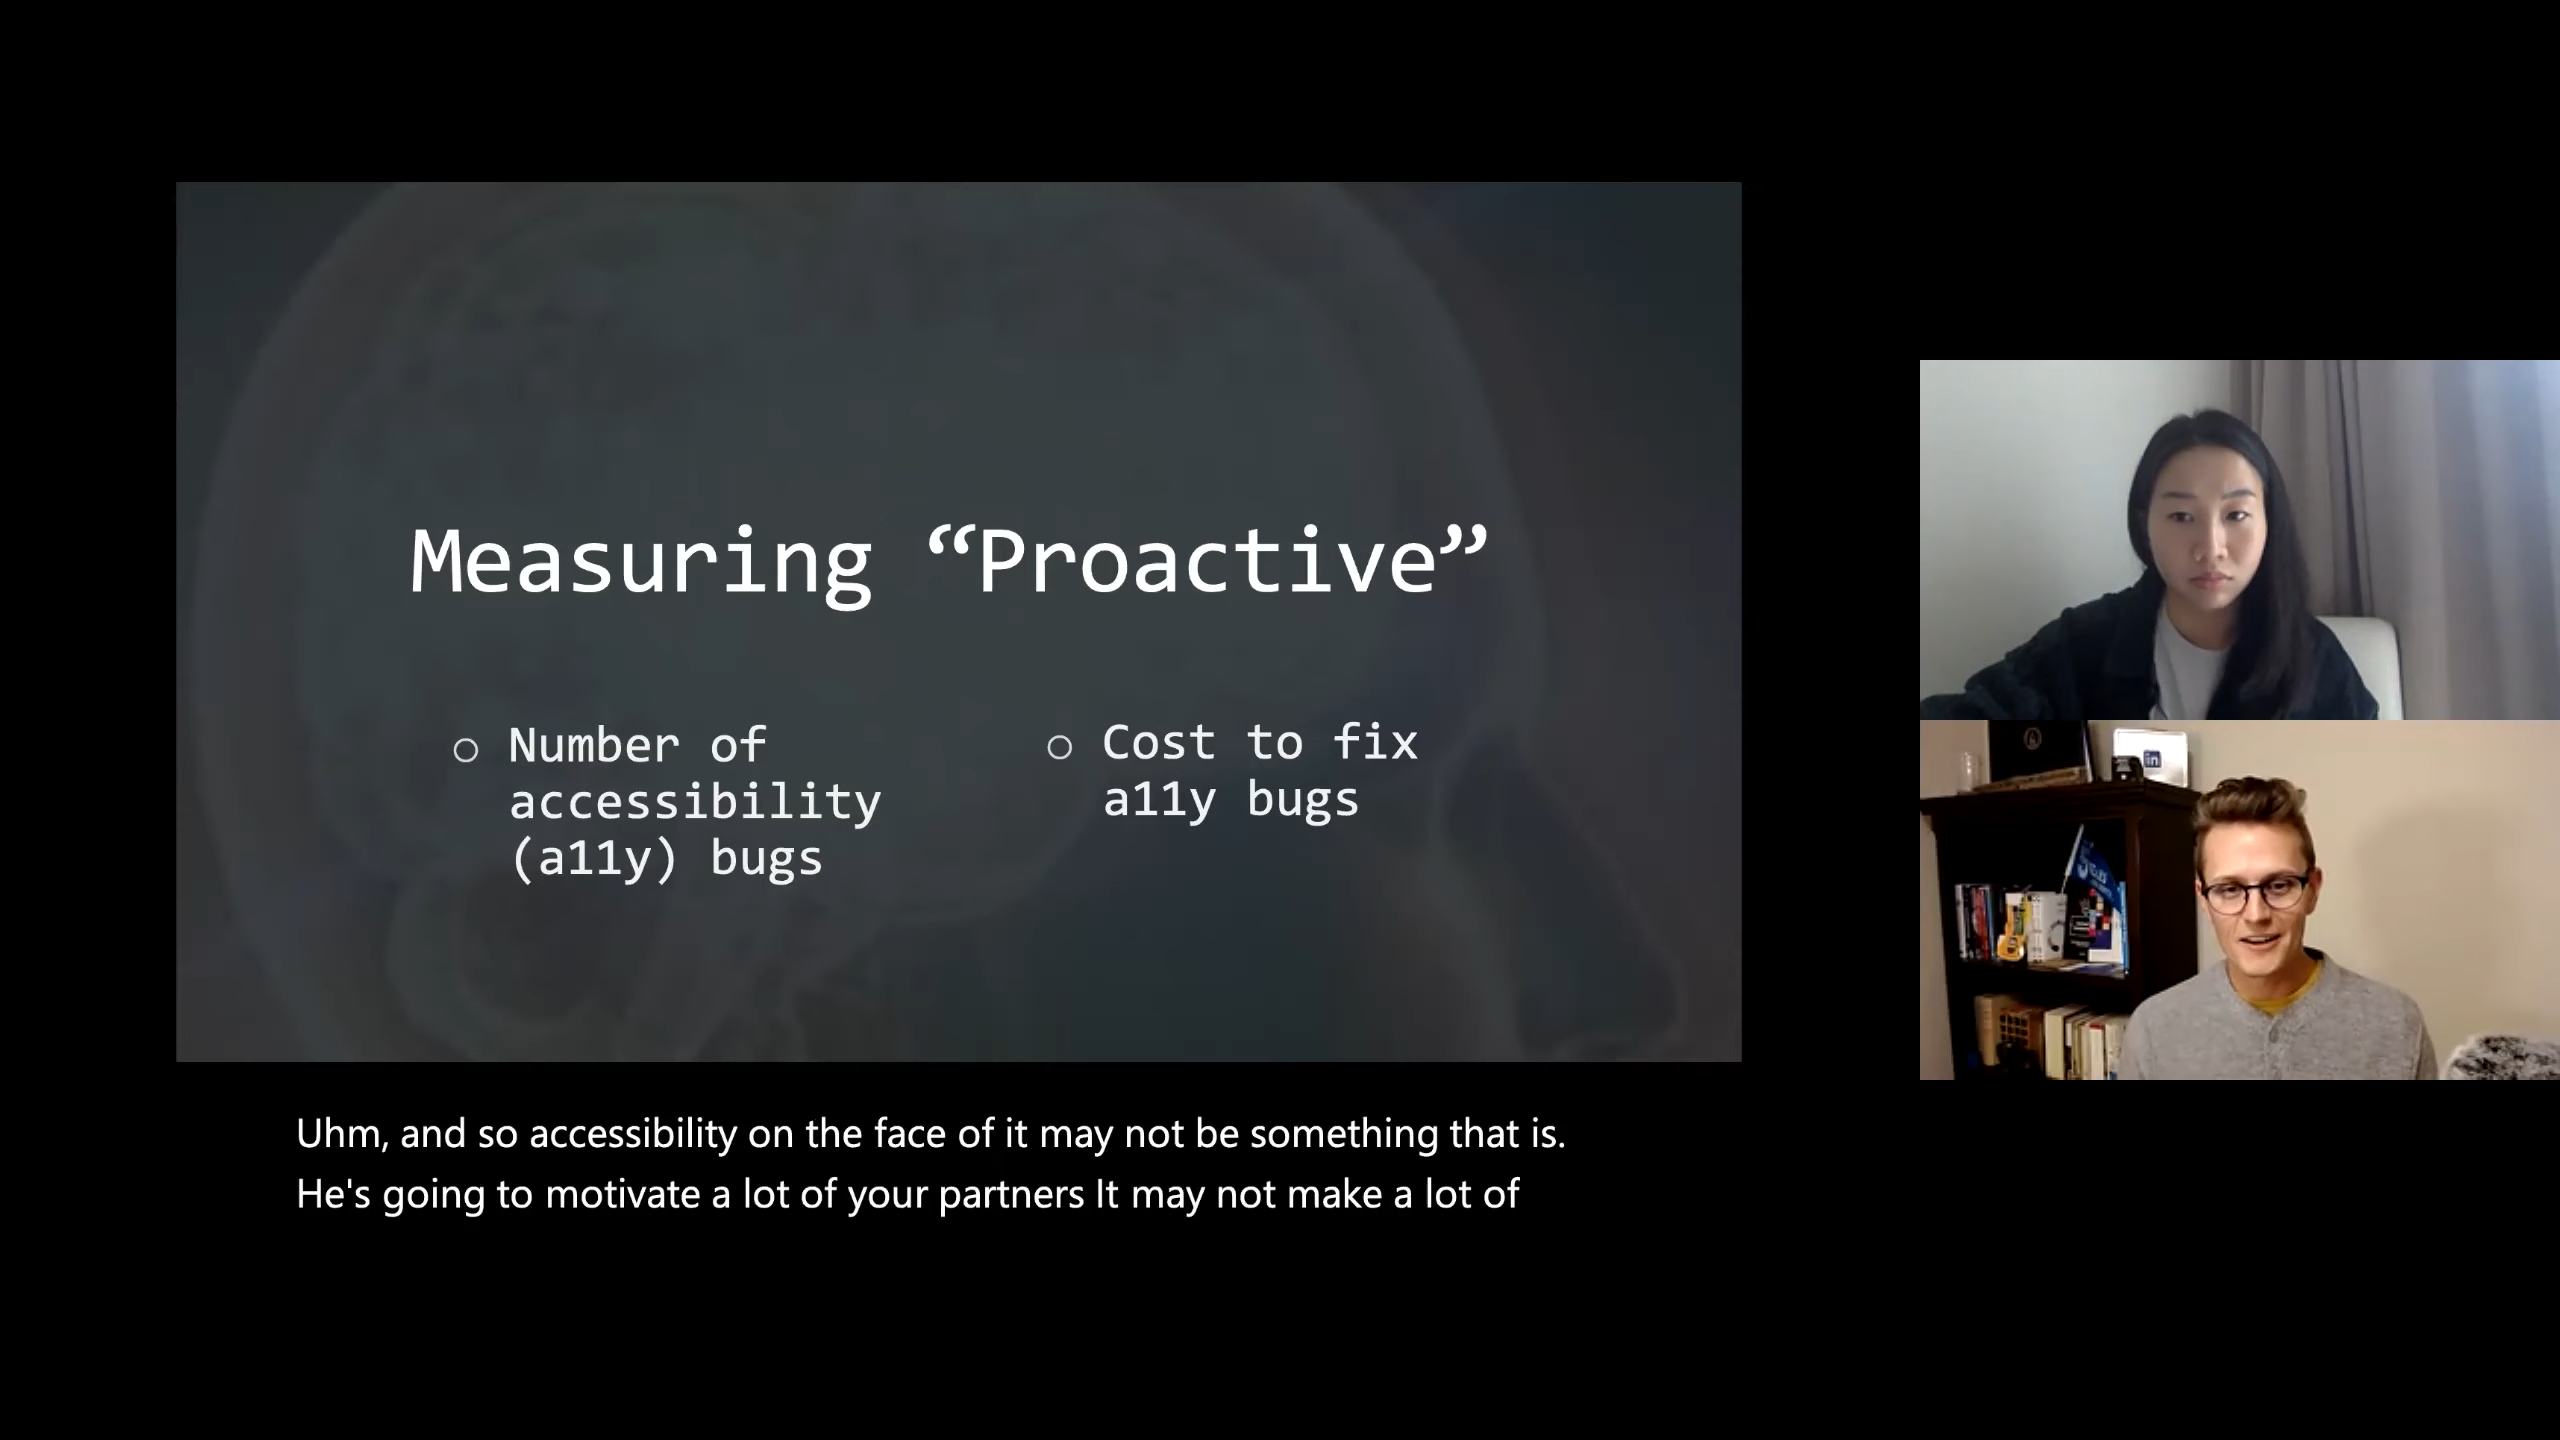 Measuring “Proactive”
○ Number of
accessibility
(a11y) bugs
○ Cost to fix
a11y bugs
in
Uhm, and so accessibility on the face of it may not be something that is.
He's going to motivate a lot of your partners It may not make a lot of